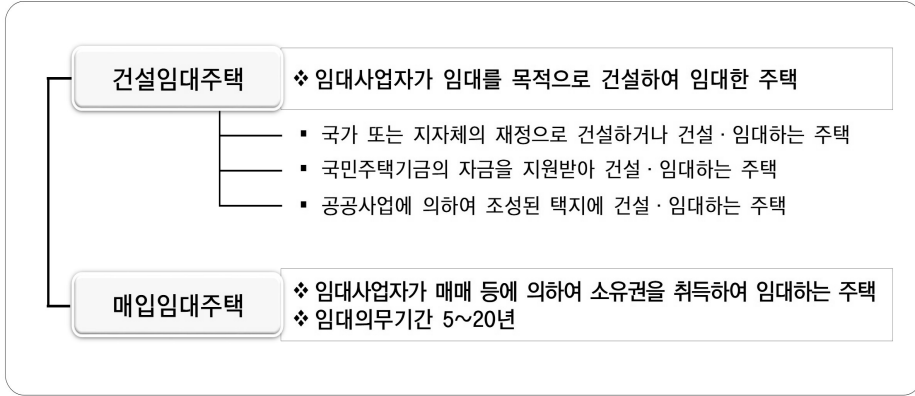 건설임대주택
❖ 임대사업자가 임대를 목적으로 건설하여 임대한 주택
▪ 국가 또는 지자체의 재정으로 건설하거나 건설 · 임대하는 주택
▪ 국민주택기금의 자금을 지원받아 건설 · 임대하는 주택
▪ 공공사업에 의하여 조성된 택지에 건설 · 임대하는 주택
매입임대주택
❖ 임대사업자가 매매 등에 의하여 소유권을 취득하여 임대하는 주택
❖ 임대의무기간 5~20년